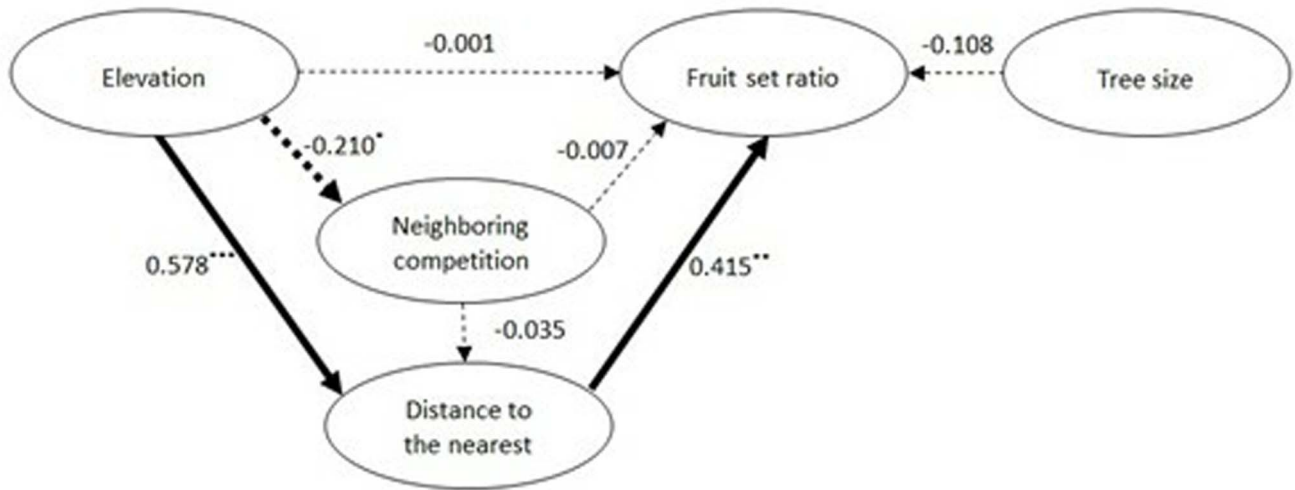 -0.001
-0.108
Elevation
Fruit set ratio
Tree size
-0.210*
-0.007
Neighboring
competition
0.578***
0.415**
-0.035
Distance to
the nearest